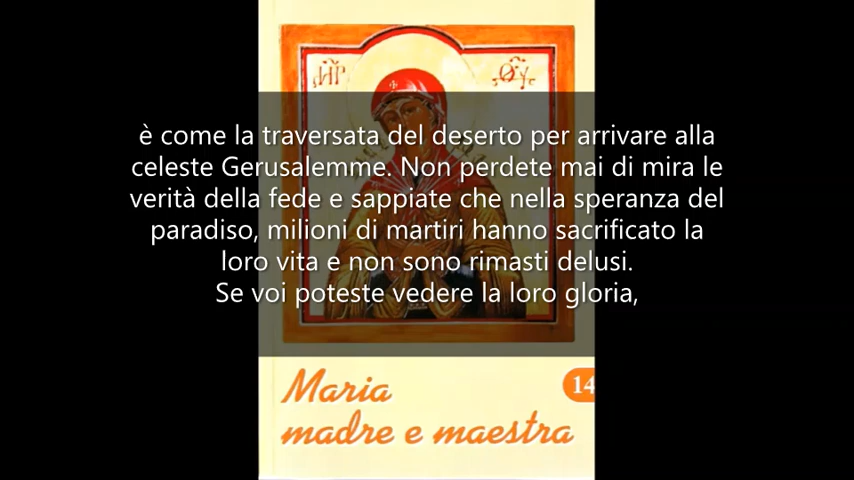 è come la traversata del deserto per arrivare alla
celeste Gerusalemme. Non perdete mai di mira le
verità della fede e sappiate che nella speranza del
paradiso, milioni di martiri hanno sacrificato la
loro vita e non sono rimasti delusi.
Se voi poteste vedere la loro gloria,
Maria
14
madre e maestra